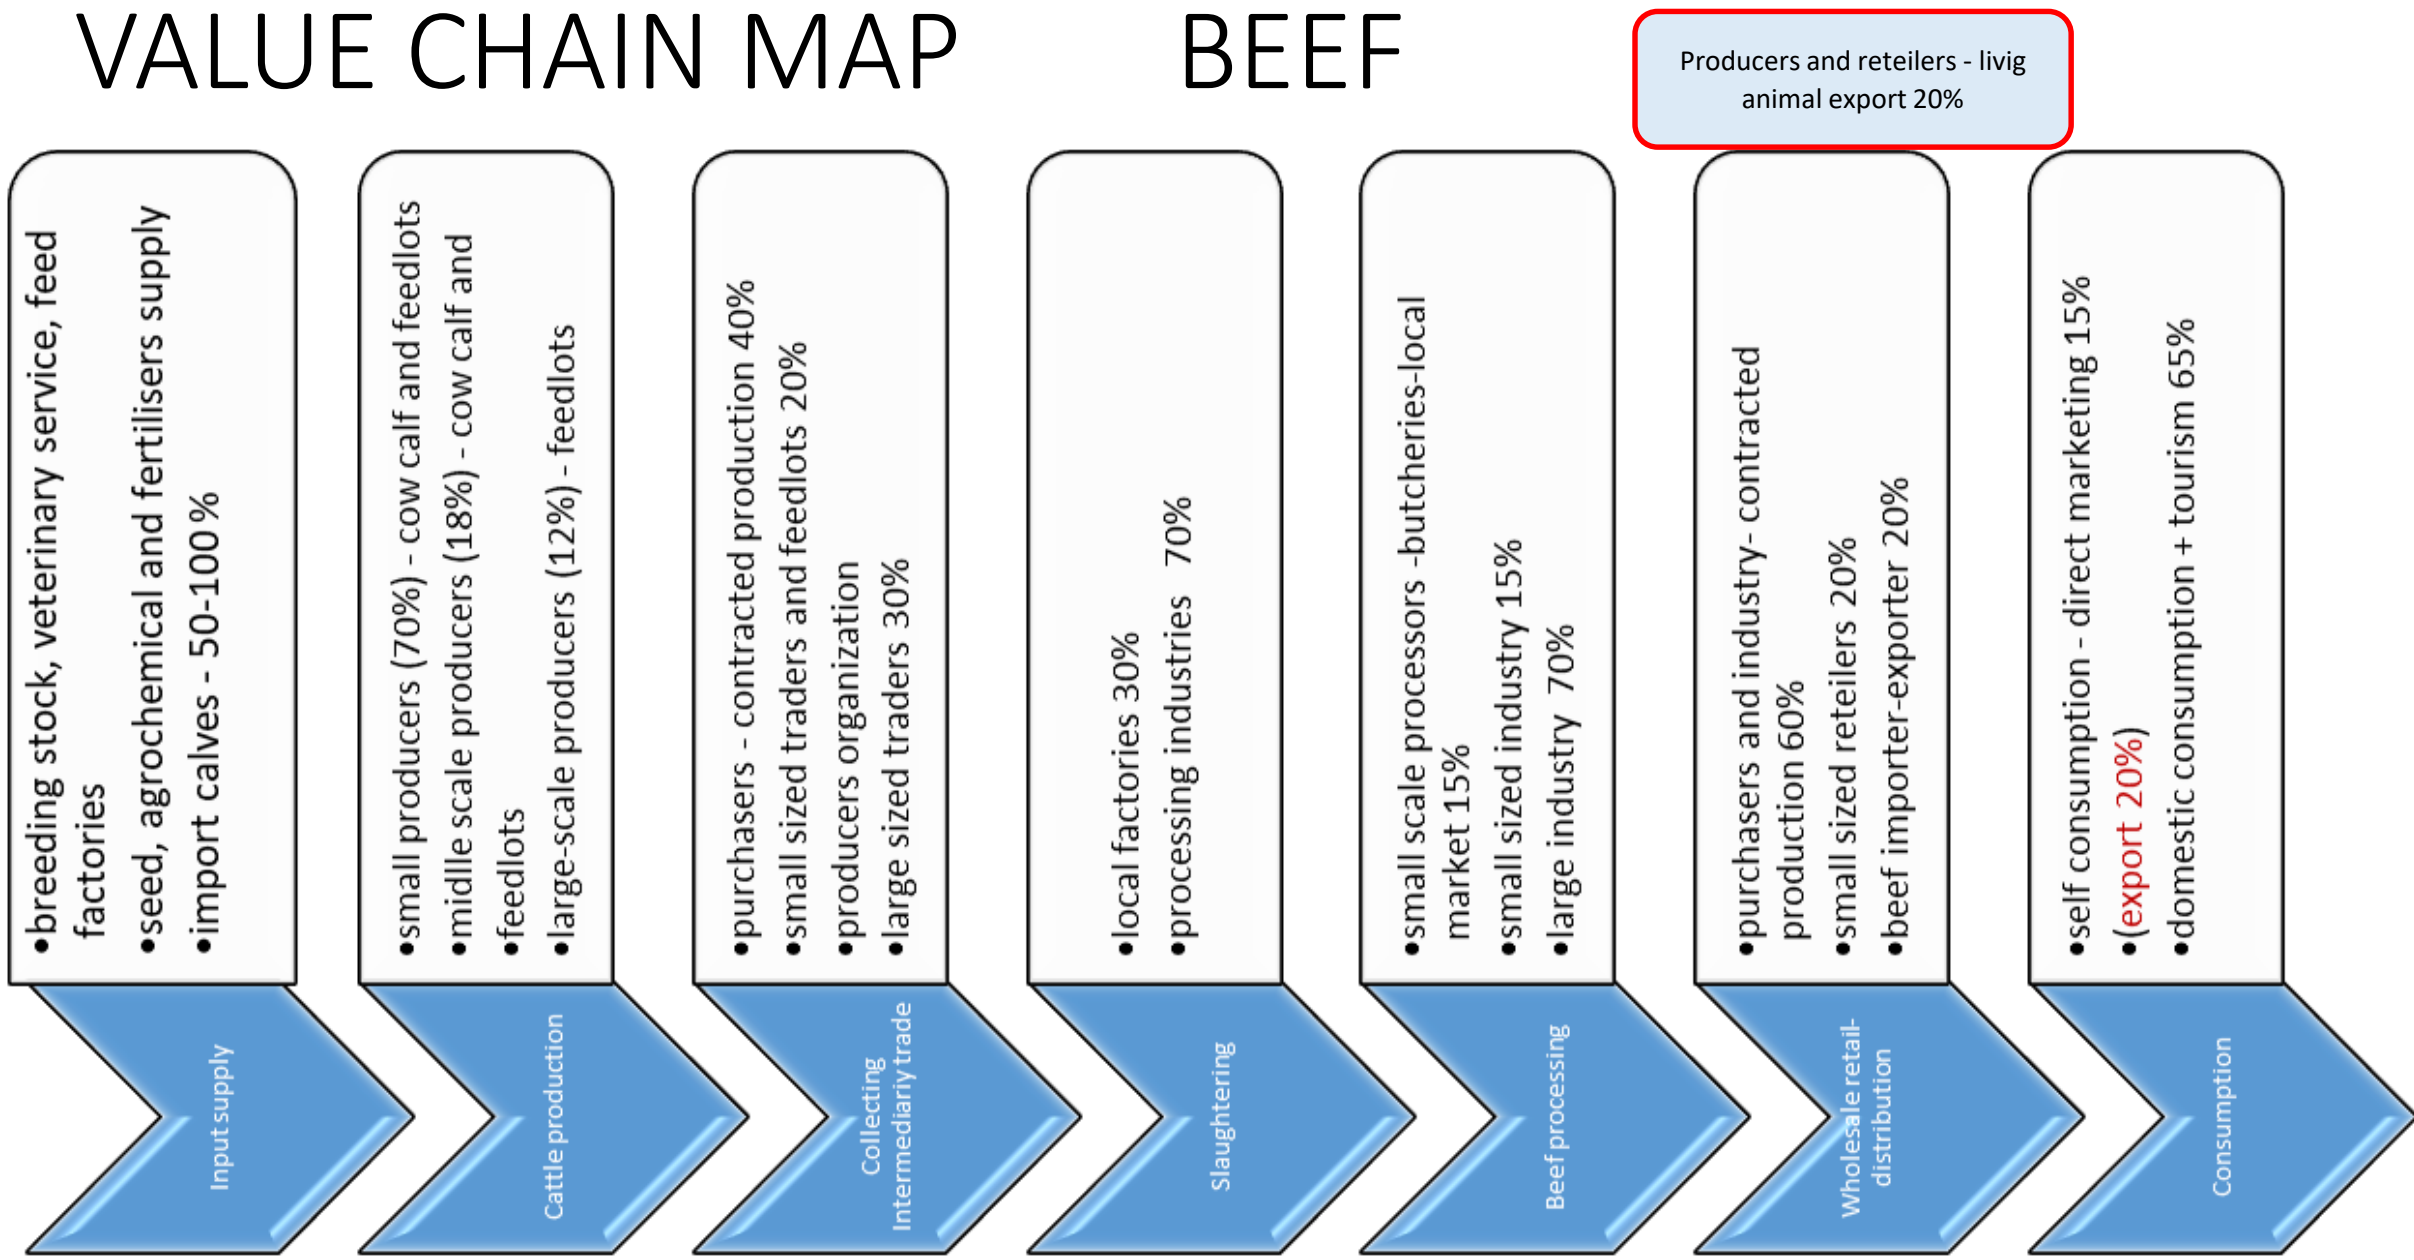 VALUE CHAIN MAP BEEF
Producers and reteilers - livig
animal export 20%
•breeding stock, veterinary service, feed
factories
•seed, agrochemical and fertilisers supply
•import calves - 50-100%
Input supply
•small producers (70%) - cow calf and feedlots
•midlle scale producers (18%) - cow calf and
•feedlots
•large-scale producers (12%) - feedlots
Cattle production
•purchasers - contracted production 40%
•small sized traders and feedlots 20%
•producers organization
•large sized traders 30%
Collecting
Intermediariy trade
•local factories 30%
•processing industries 70%
Slaughtering
•small scale processors -butcheries-local
market 15%
•small sized industry 15%
•large industry 70%
Beef processing
•purchasers and industry- contracted
production 60%
•small sized reteilers 20%
•beef importer-exporter 20%
Wholesale retail-
distribution
•self consumption - direct marketing 15%
•(export 20%)
•domestic consumption + tourism 65%
Consumption